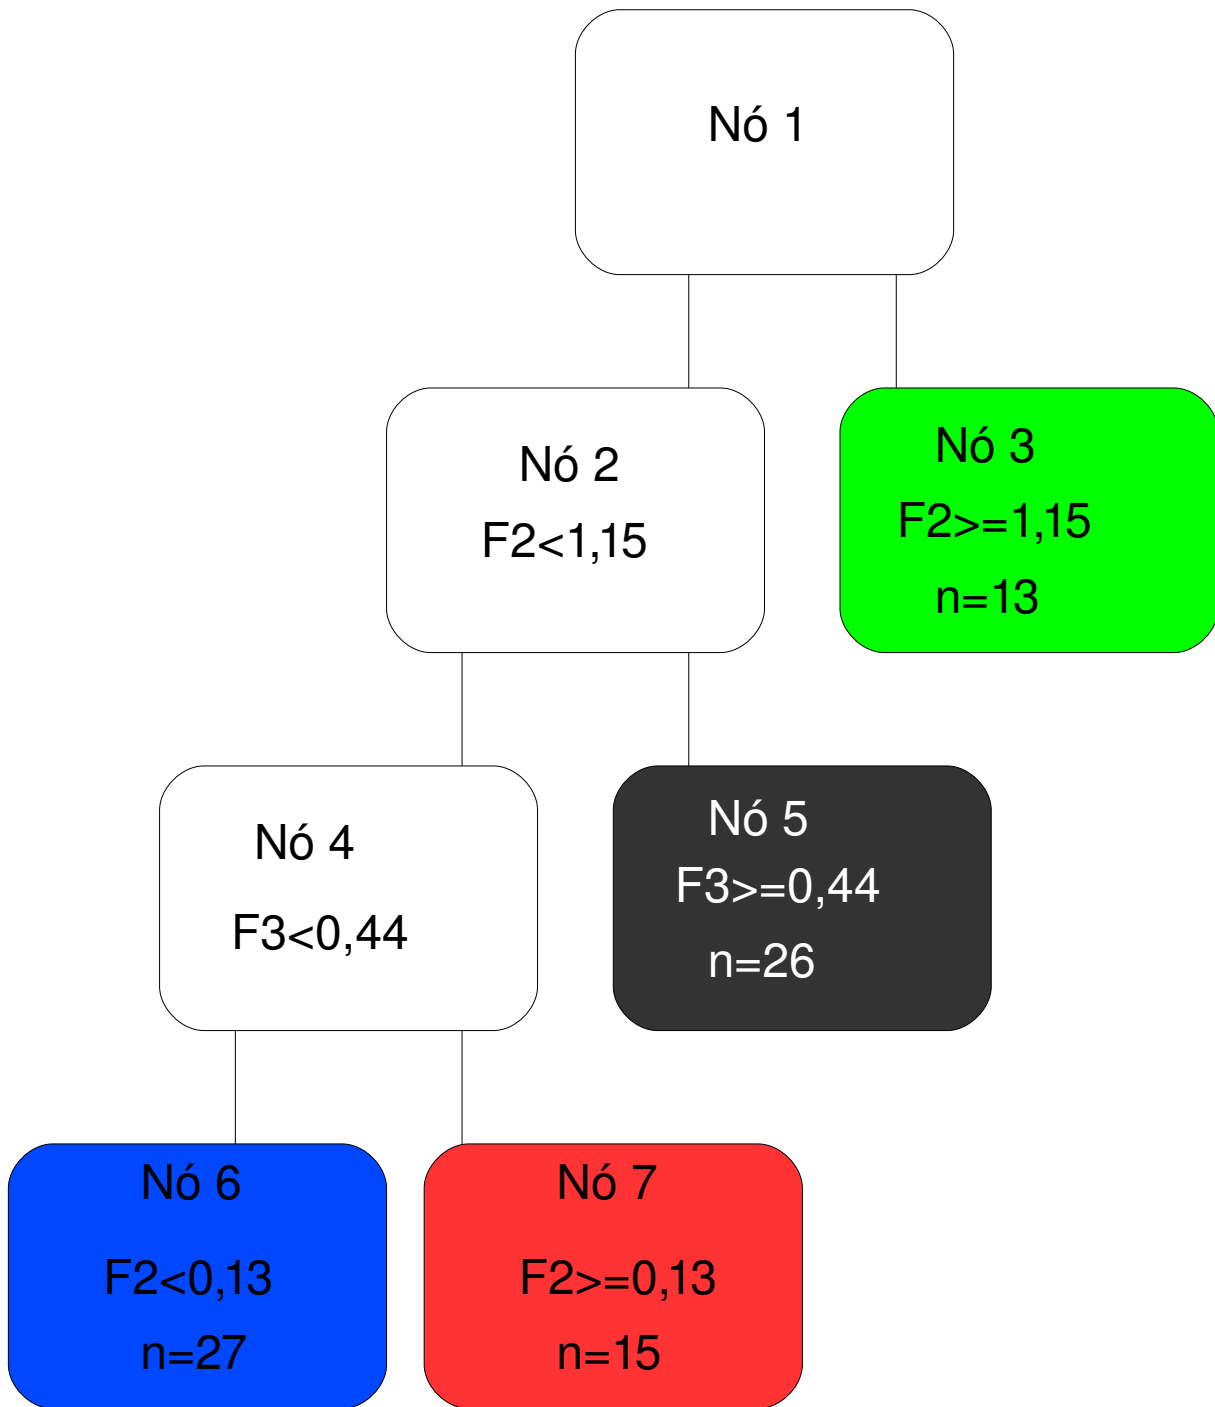 Nó 1
Nó 2
F2<1,15
Nó 3
F2>=1,15
n=13
Nó 4
F3<0,44
Nó 5
F3>=0,44
n=26
Nó 6
F2<0,13
n=27
Nó 7
F2>=0,13
n=15